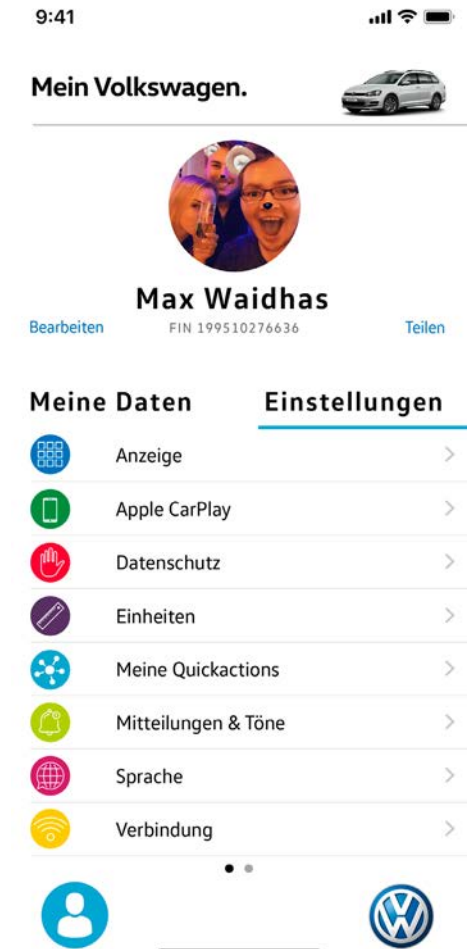 9:41
Mein Volkswagen.
Max Waidhas
Bearbeiten FIN 199510276636 Teilen
Meine Daten Einstellungen
Anzeige
Apple CarPlay
Datenschutz
Einheiten
Meine Quickactions
Mitteilungen & Töne
Sprache
Verbindung